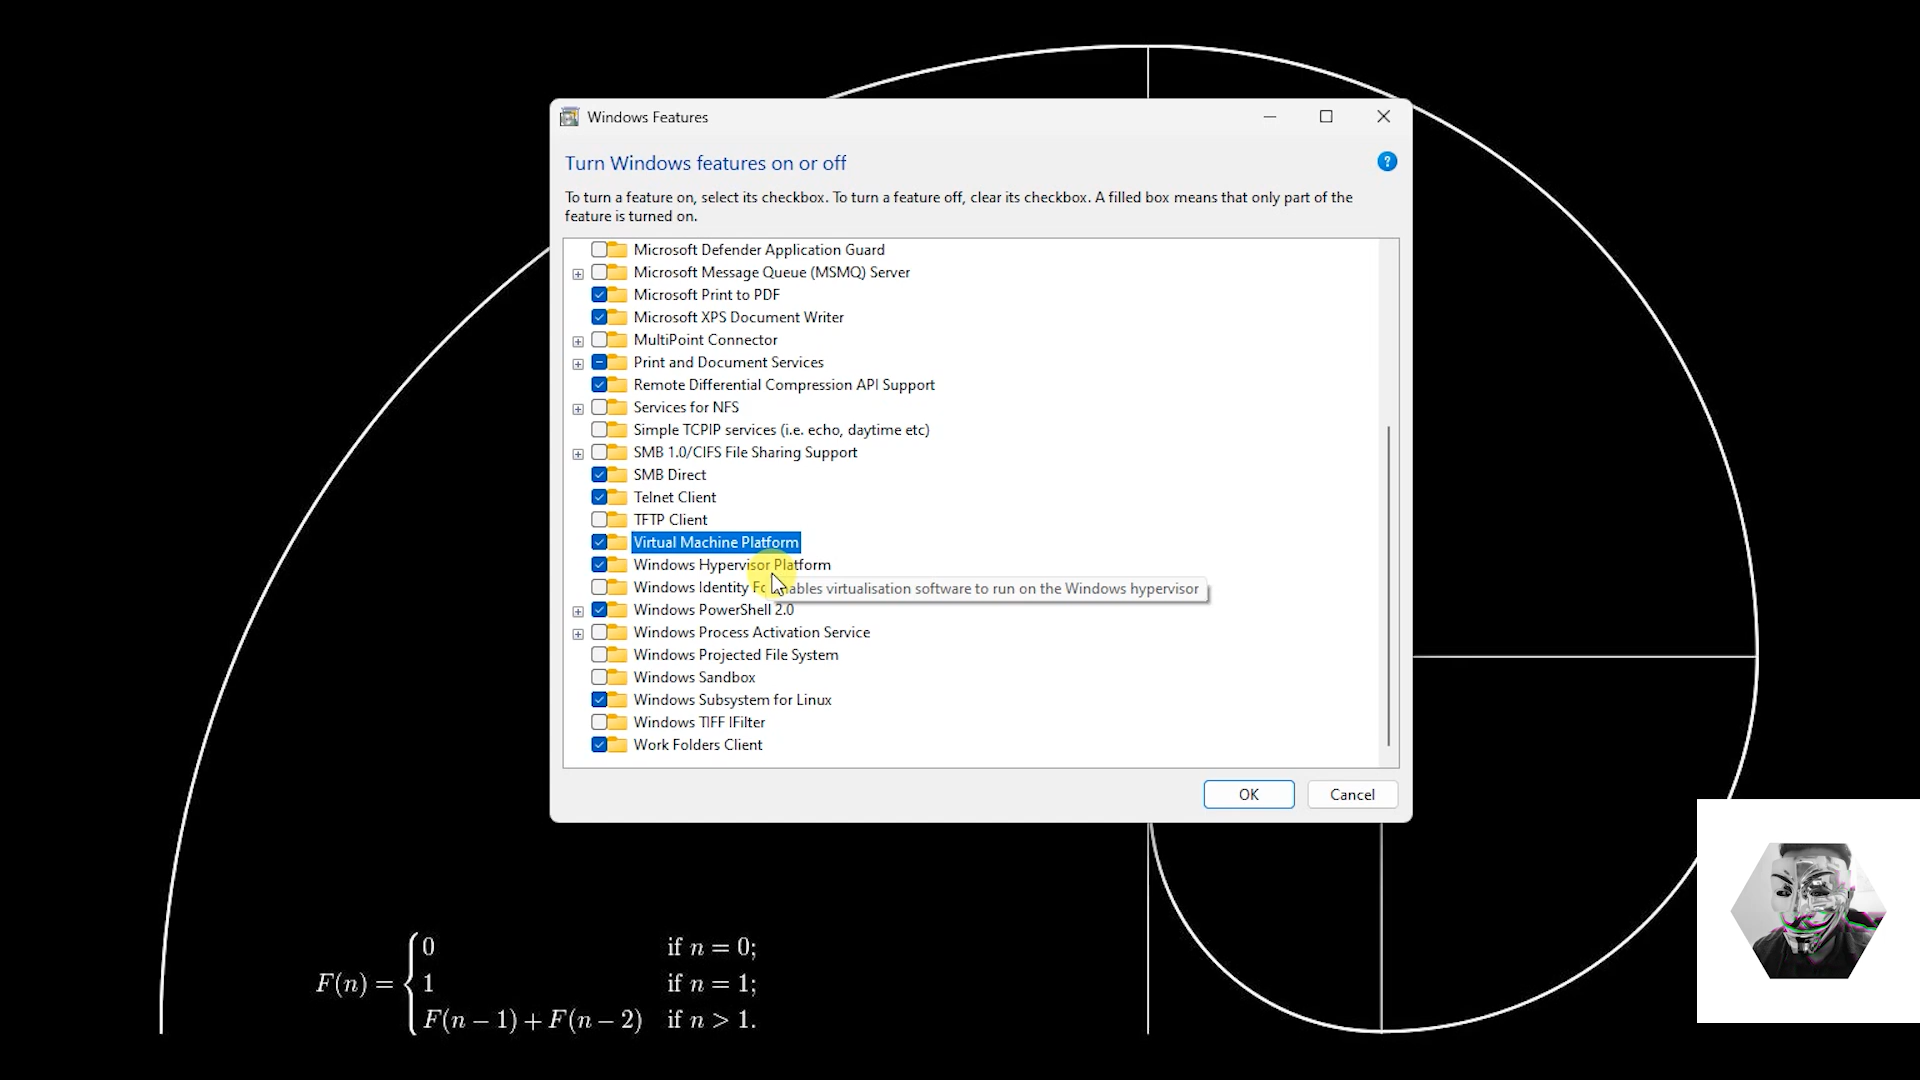 Windows Features
Turn Windows features on or off
?
To turn a feature on, select its checkbox. To turn a feature off, clear its checkbox. A filled box means that only part of the
feature is turned on.
Microsoft Defender Application Guard
Microsoft Message Queue (MSMQ) Server
Microsoft Print to PDF
Microsoft XPS Document Writer
MultiPoint Connector
Print and Document Services
Remote Differential Compression API Support
Services for NFS
Simple TCPIP services (i.e. echo, daytime etc)
SMB 1.0/CIFS File Sharing Support
SMB Direct
Telnet Client
TFTP Client
Virtual Machine Platform
Windows Hypervisor Platform
Windows Identity virtualisation software to run on the Windows hypervisor
Windows PowerShell 2.0
Windows Process Activation Service
Windows Projected File System
Windows Sandbox
Windows Subsystem for Linux
Windows TIFF IFilter
Work Folders Client
OK Cancel
0 if n = 0;
F(n) = { 1 if n = 1;
F(n − 1) + F(n − 2) if n > 1.